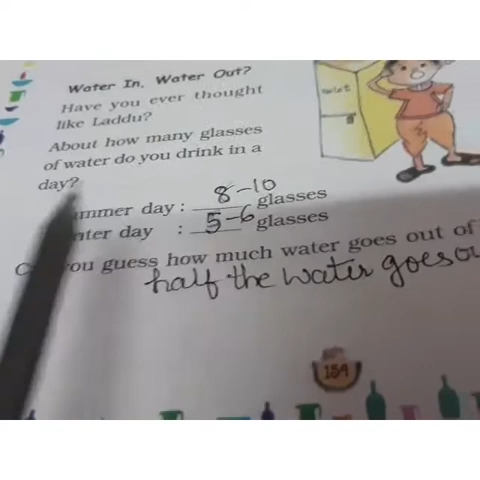 Water In, Water Out?
Have you ever thought
like Laddu?
About how many glasses
of water do you drink in a
day?
ummer day : 8-10 glasses
nter day : 5-6 glasses
you guess how much water goes out of
half the water goes ou
154